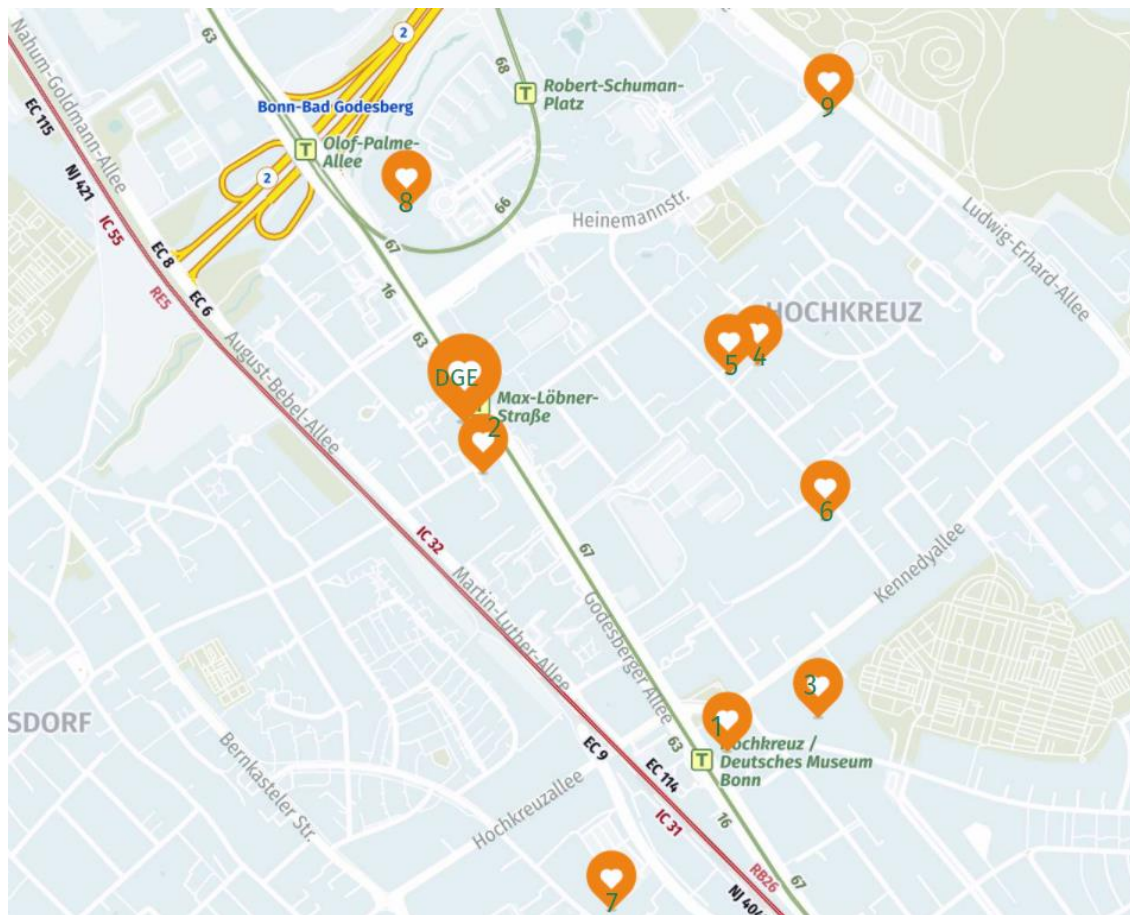 63
2
68
Nahum-Goldmann-Allee
Robert-Schuman-
Platz
9
EC 115
Bonn-Bad Godesberg
Olof-Palme-
Allee
2
8
NJ 421
66
Heinemannstr.
Ludwig-Erhard-Allee
IC 55
EC 8
67
RE5
EC 6
16
HOCHKREUZ
63
5
4
August-Bebel-Allee
DGE
Max-Löbner-
Straße
2
6
IC 32
67
Kennedyallee
Martin-Luther-Allee
Godesberger Allee
3
SDORF
1
63
Hochkreuz /
Deutsches Museum
Bonn
EC 9
EC 114
Bernkasteler Str.
Hochkreuzallee
IC 31
16
RB26
67
7
NJ 40